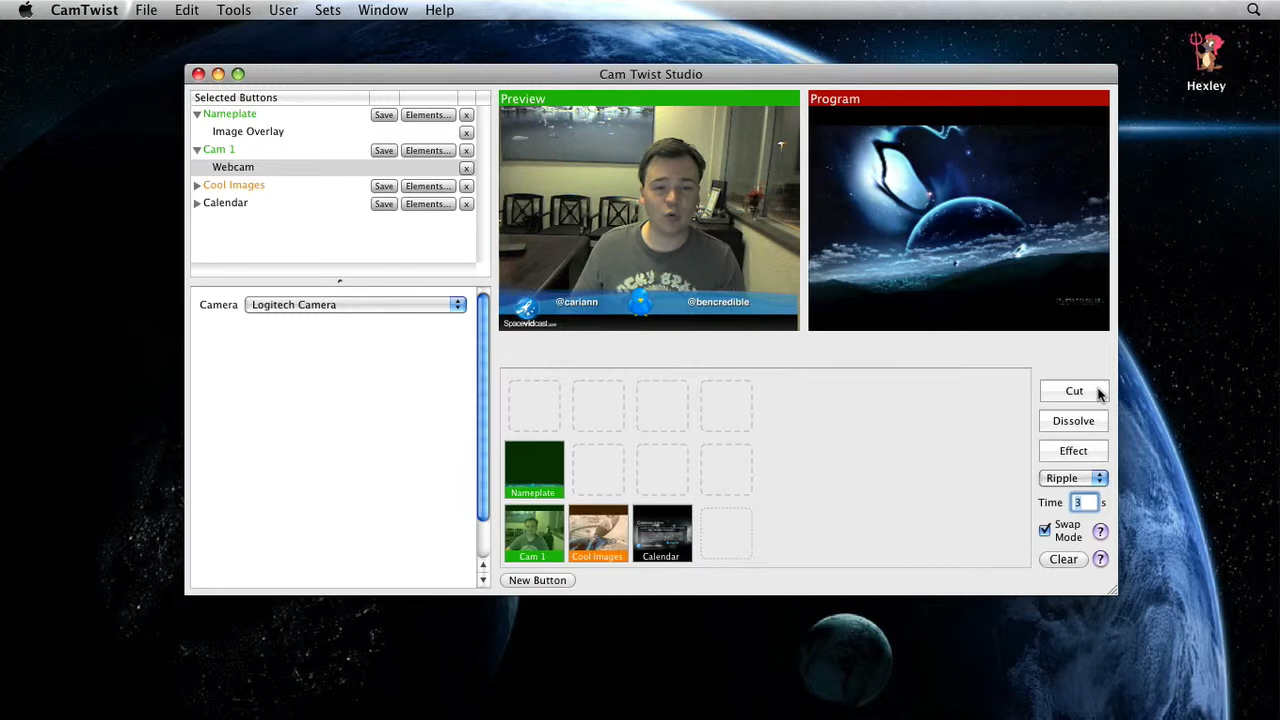 CamTwist File Edit Tools User Sets Window Help
Hexley
Cam Twist Studio
Selected Buttons
Nameplate Save Elements... x
Image Overlay x
Cam 1 Save Elements... x
Webcam x
Cool Images Save Elements... x
Calendar Save Elements... x
Camera Logitech Camera
Preview
@cariann @bencredible
Spacevidcast.com
Program
Nameplate
Cam 1 Cool Images Calendar
New Button
Cut
Dissolve
Effect
Ripple
Time 3 s
Swap
Mode ?
Clear ?